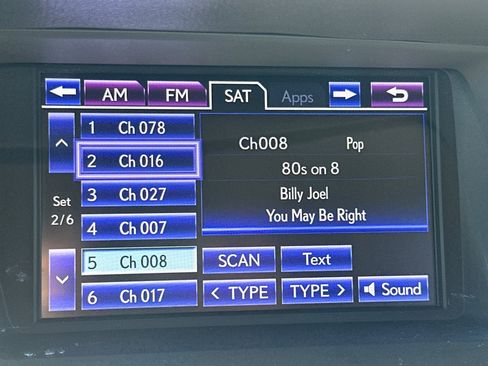 AM FM SAT Apps
1 Ch 078
2 Ch 016
3 Ch 027
4 Ch 007
5 Ch 008
6 Ch 017
Set
2/6
Ch008 Pop
80s on 8
Billy Joel
You May Be Right
SCAN Text
< TYPE TYPE > Sound